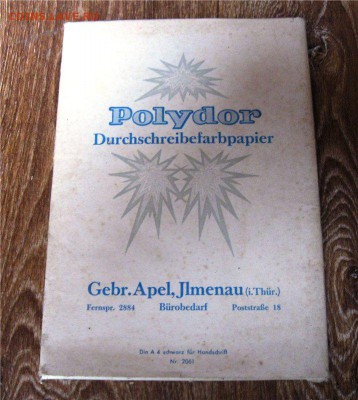 Polydor
Durchschreibefarbpapier
Gebr. Apel, Jlmenau (i.Thür.)
Fernspr. 2884 Bürobedarf Poststraße 18
Din A 4 schwarz für Handschrift
Nr. 2061